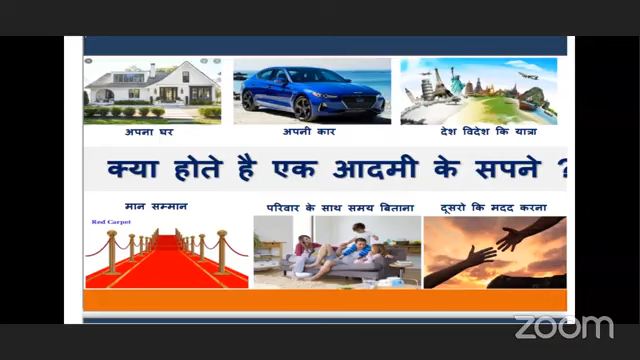 अपना घर
अपनी कार
देश विदेश कि यात्रा
क्या होते है एक आदमी के सपने ?
मान सम्मान
परिवार के साथ समय बिताना
दूसरो कि मदद करना
Red Carpet
zoom